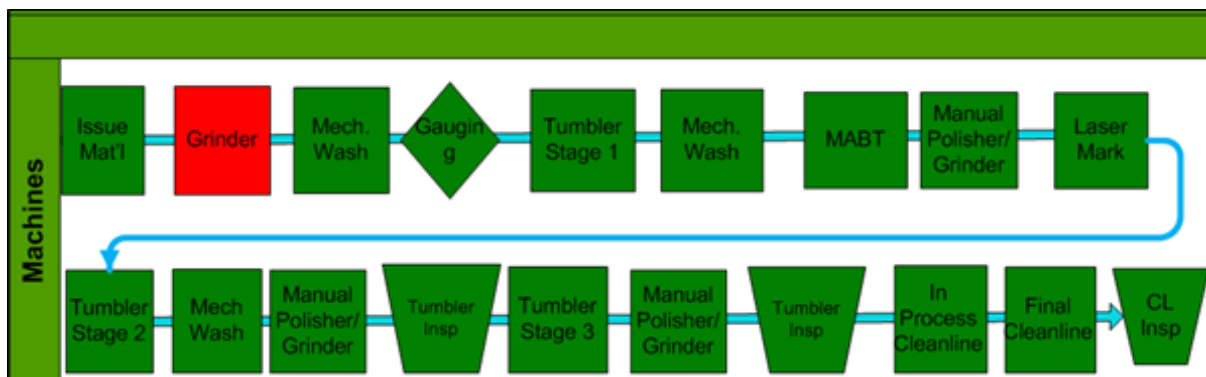 Machines
Issue
Mat'l
Grinder
Mech.
Wash
Gaugin
g
Tumbler
Stage 1
Mech.
Wash
MABT
Manual
Polisher/
Grinder
Laser
Mark
Tumbler
Stage 2
Mech
Wash
Manual
Polisher/
Grinder
Tumbler
Insp
Tumbler
Stage 3
Manual
Polisher/
Grinder
Tumbler
Insp
In
Process
Cleanline
Final
Cleanline
CL
Insp